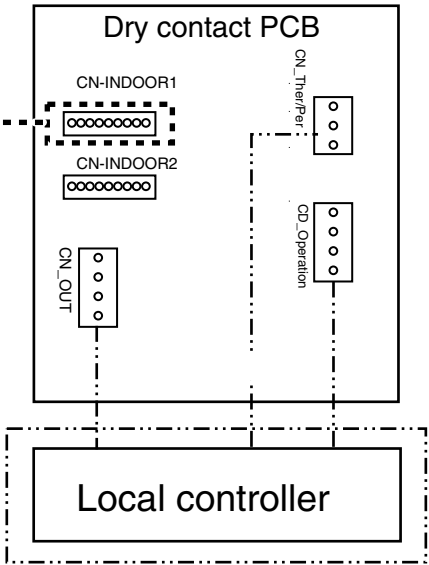 Dry contact PCB
CN-INDOOR1
CN_Ther/Per
CN-INDOOR2
CD_Operation
CN_OUT
Local controller